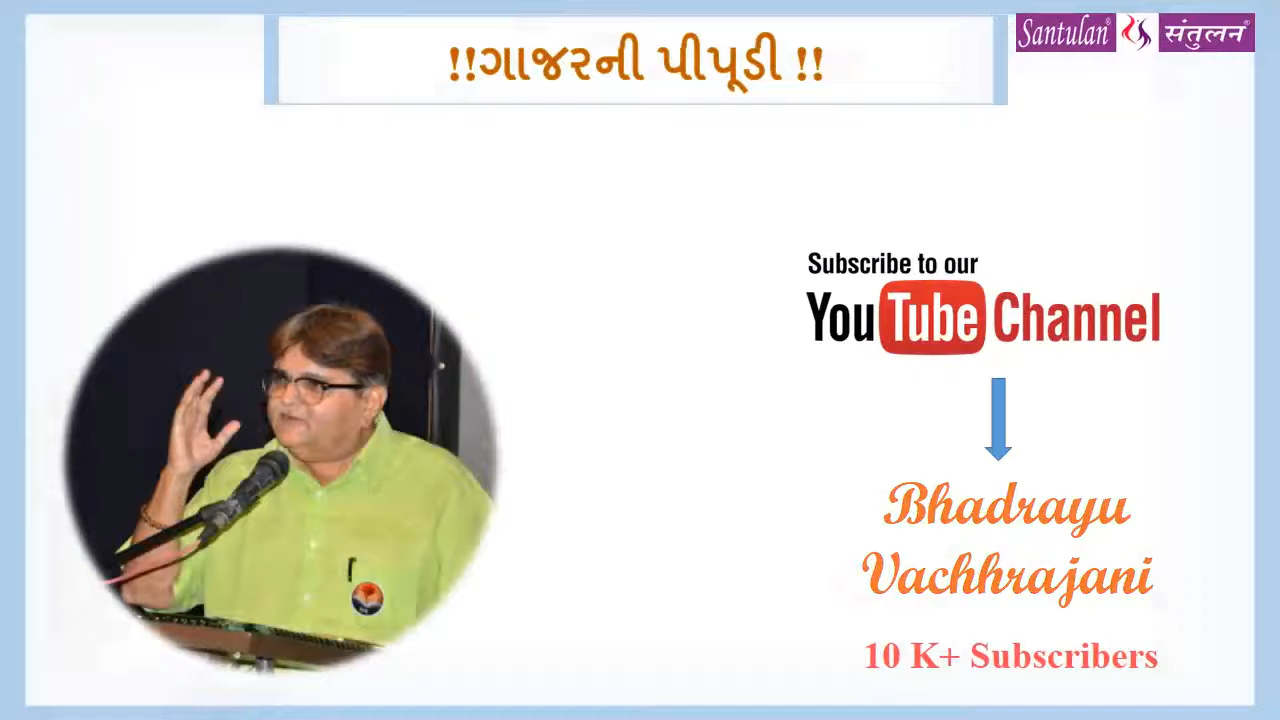 !!ગાજરની પીપૂડી !!
Santulan® संतुलन®
Subscribe to our
YouTube Channel
Bhadrayu
Vachhrajani
10 K+ Subscribers